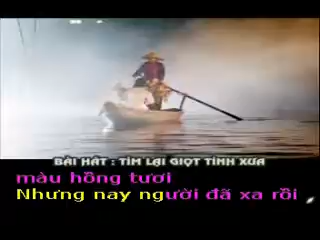 BÀI HÁT : TÌM LẠI GIỌT TÌNH XƯA
màu hồng tươi
Nhưng nay người đã xa rồi